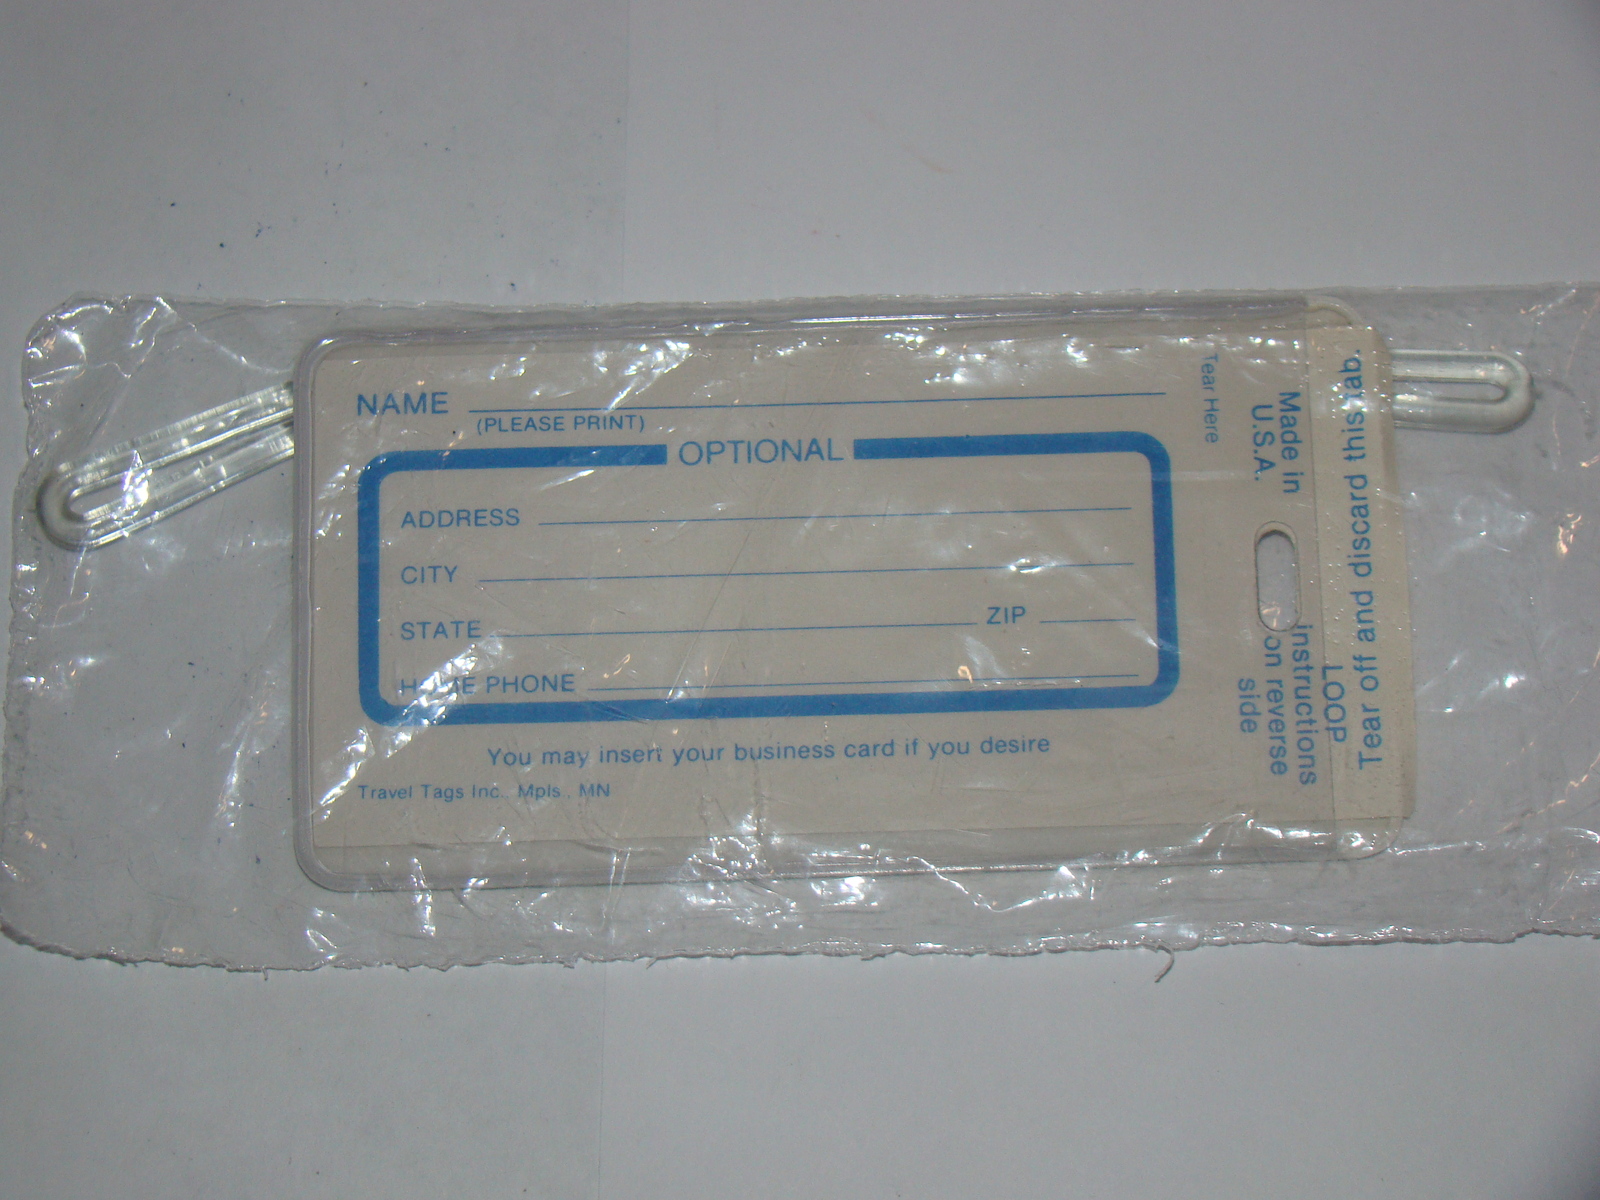 NAME
(PLEASE PRINT)
OPTIONAL
ADDRESS
CITY
STATE ZIP
HOME PHONE
You may insert your business card if you desire
Travel Tags Inc., Mpls., MN
Tear Here
Made in
U.S.A.
LOOP
instructions
on reverse
side
Tear off and discard this tab.